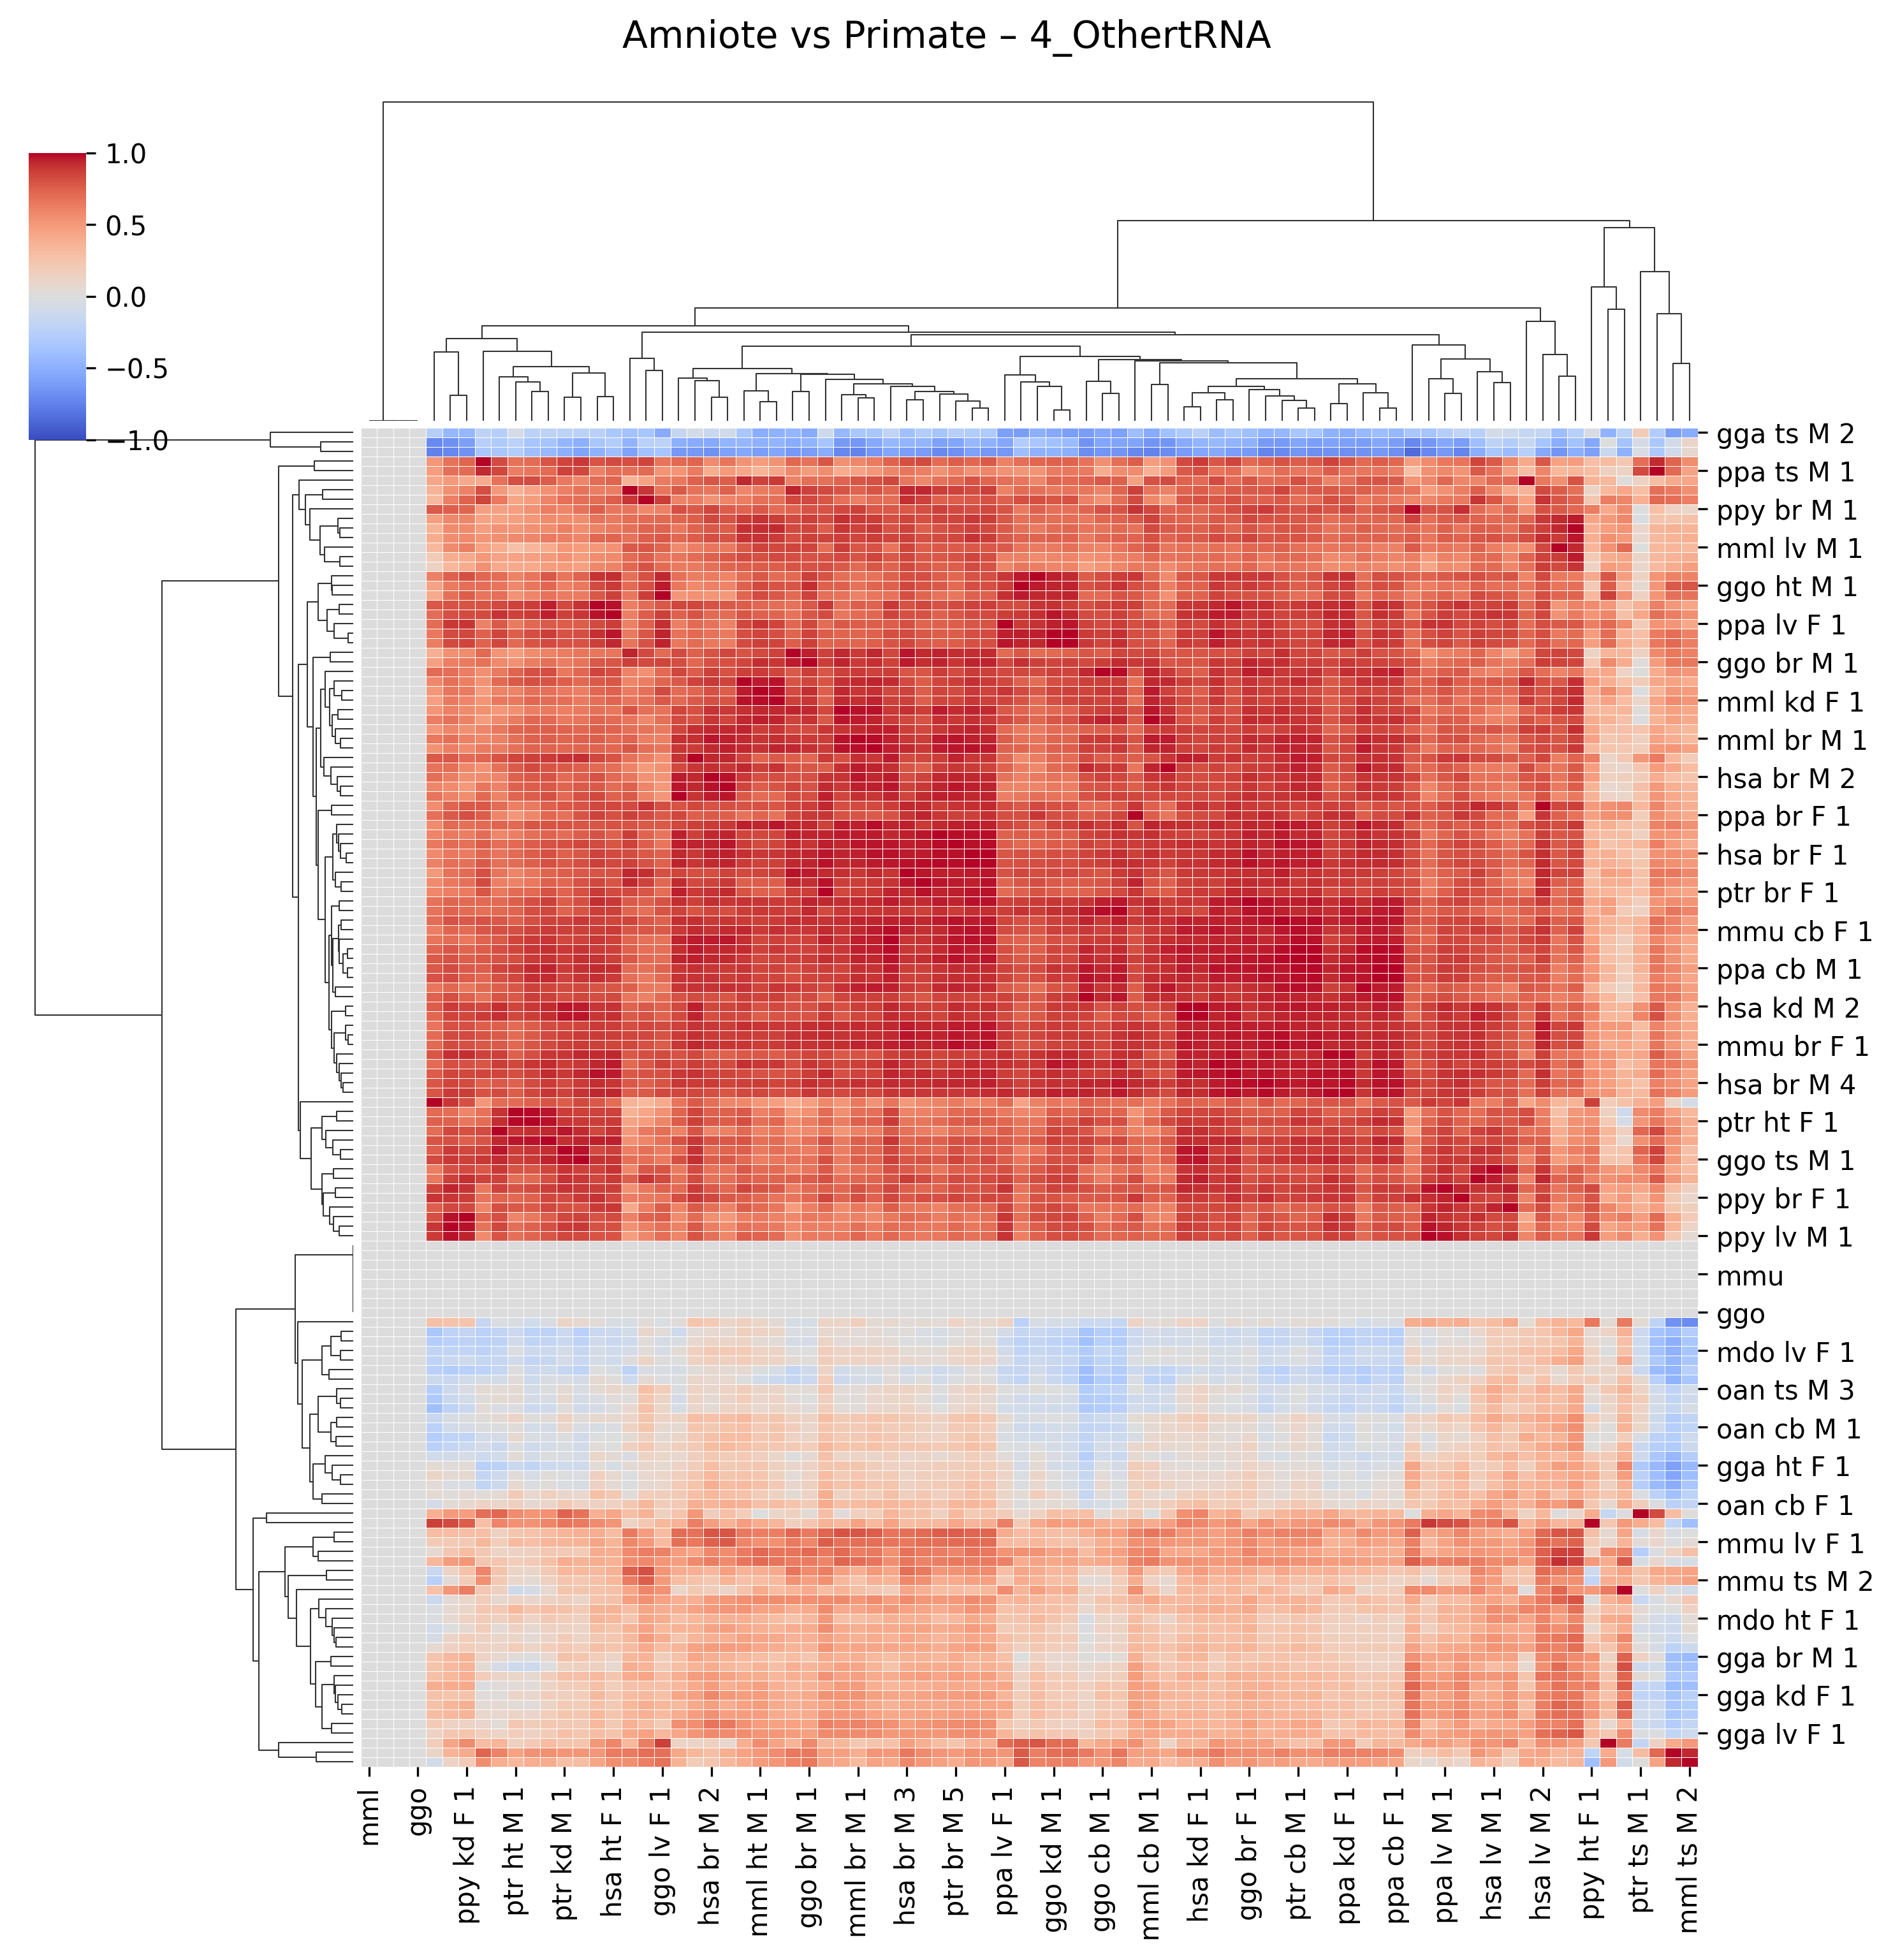 Amniote vs Primate – 4_OthertRNA
1.0
0.5
0.0
−0.5
−1.0
gga ts M 2
ppa ts M 1
ppy br M 1
mml lv M 1
ggo ht M 1
ppa lv F 1
ggo br M 1
mml kd F 1
mml br M 1
hsa br M 2
ppa br F 1
hsa br F 1
ptr br F 1
mmu cb F 1
ppa cb M 1
hsa kd M 2
mmu br F 1
hsa br M 4
ptr ht F 1
ggo ts M 1
ppy br F 1
ppy lv M 1
mmu
ggo
mdo lv F 1
oan ts M 3
oan cb M 1
gga ht F 1
oan cb F 1
mmu lv F 1
mmu ts M 2
mdo ht F 1
gga br M 1
gga kd F 1
gga lv F 1
mml
ggo
ppy kd F 1
ptr ht M 1
ptr kd M 1
hsa ht F 1
ggo lv F 1
hsa br M 2
mml ht M 1
ggo br M 1
mml br M 1
hsa br M 3
ptr br M 5
ppa lv F 1
ggo kd M 1
ggo cb M 1
mml cb M 1
hsa kd F 1
ggo br F 1
ptr cb M 1
ppa kd F 1
ppa cb F 1
ppa lv M 1
hsa lv M 1
hsa lv M 2
ppy ht F 1
ptr ts M 1
mml ts M 2